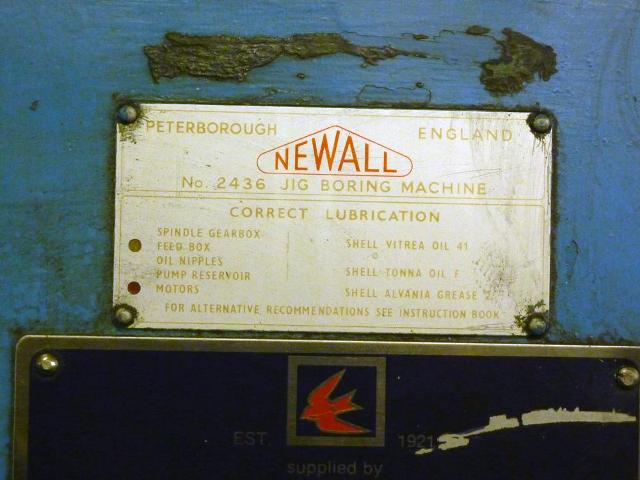 PETERBOROUGH ENGLAND
NEWALL
No. 2436 JIG BORING MACHINE
CORRECT LUBRICATION
SPINDLE GEARBOX
FEED BOX SHELL VITREA OIL 41
OIL NIPPLES
PUMP RESERVOIR SHELL TONNA OIL F
MOTORS SHELL ALVANIA GREASE 2
FOR ALTERNATIVE RECOMMENDATIONS SEE INSTRUCTION BOOK
EST. 1921
supplied by